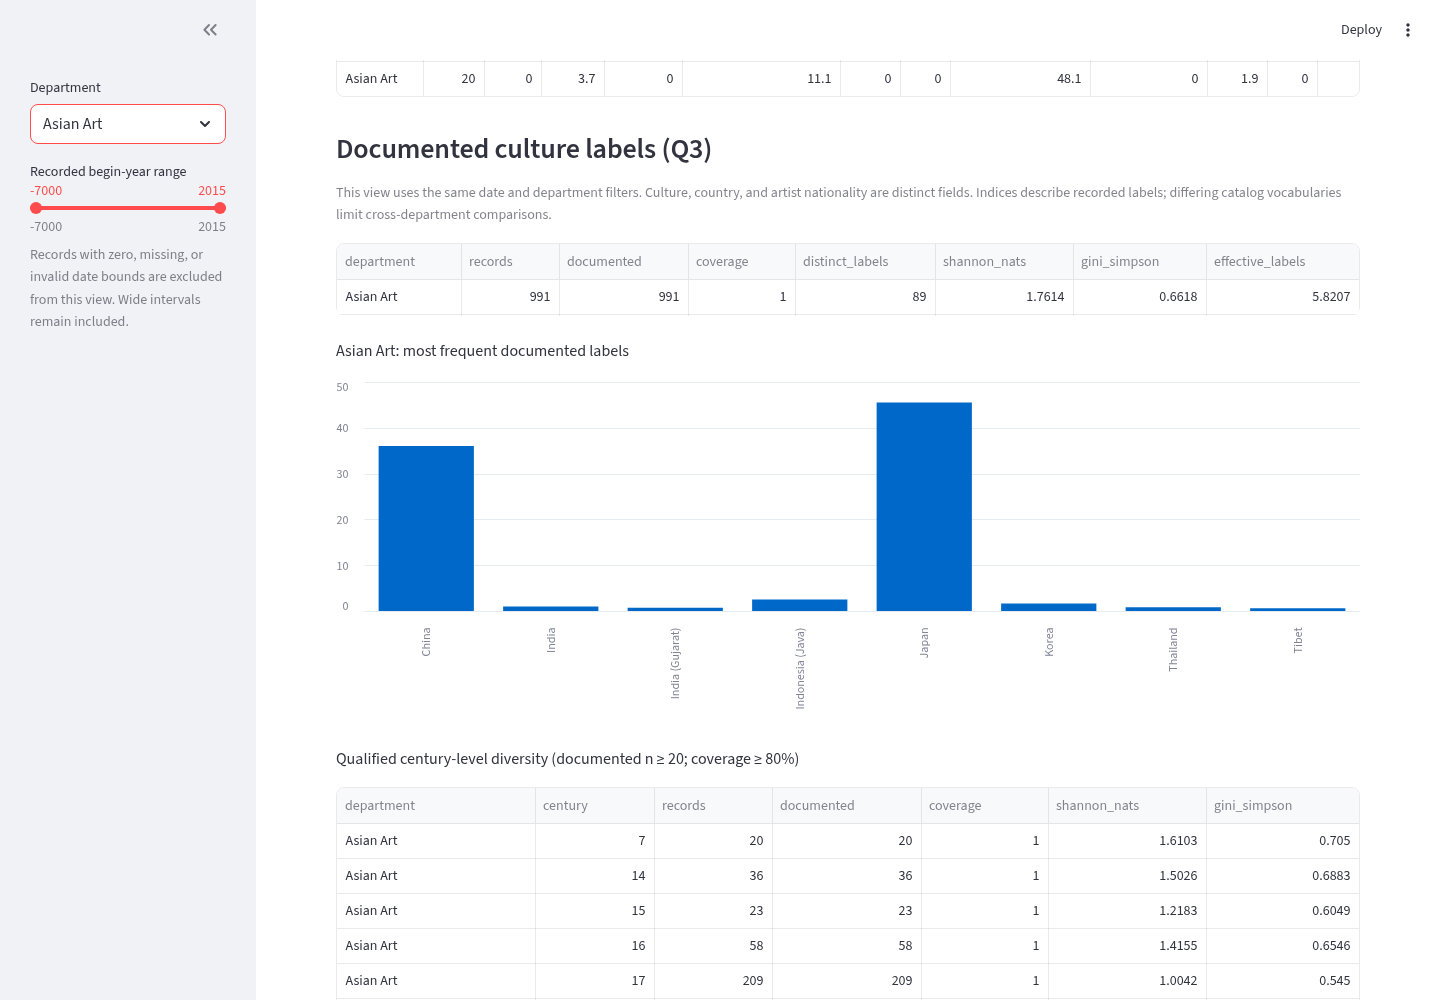 Deploy
Department
Asian Art
Recorded begin-year range
-7000 2015
-7000 2015
Records with zero, missing, or
invalid date bounds are excluded
from this view. Wide intervals
remain included.
Asian Art 20 0 3.7 0 11.1 0 0 48.1 0 1.9 0
Documented culture labels (Q3)
This view uses the same date and department filters. Culture, country, and artist nationality are distinct fields. Indices describe recorded labels; differing catalog vocabularies
limit cross-department comparisons.
department records documented coverage distinct_labels shannon_nats gini_simpson effective_labels
Asian Art 991 991 1 89 1.7614 0.6618 5.8207
Asian Art: most frequent documented labels
50
40
30
20
10
0
China India India (Gujarat) Indonesia (Java) Japan Korea Thailand Tibet
Qualified century-level diversity (documented n ≥ 20; coverage ≥ 80%)
department century records documented coverage shannon_nats gini_simpson
Asian Art 7 20 20 1 1.6103 0.705
Asian Art 14 36 36 1 1.5026 0.6883
Asian Art 15 23 23 1 1.2183 0.6049
Asian Art 16 58 58 1 1.4155 0.6546
Asian Art 17 209 209 1 1.0042 0.545